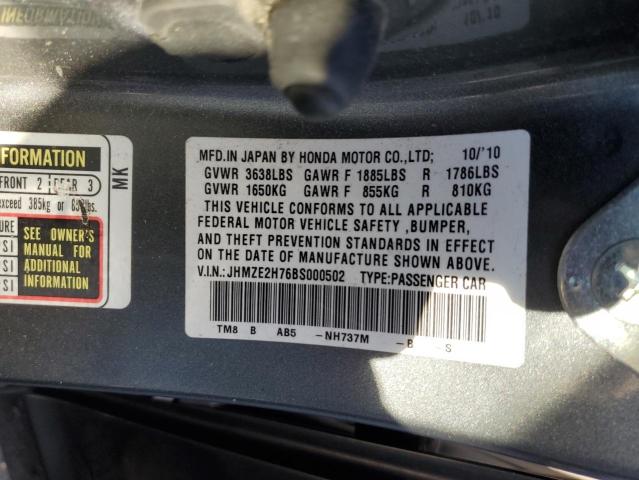 INFORMATION
FORMATION
FRONT 2 REAR 3
exceed 385kg or lbs.
SEE OWNER'S
MANUAL FOR
ADDITIONAL
INFORMATION
MK
MFD.IN JAPAN BY HONDA MOTOR CO.,LTD; 10/'10
GVWR 3638LBS GAWR F 1885LBS R 1786LBS
GVWR 1650KG GAWR F 855KG R 810KG
THIS VEHICLE CONFORMS TO ALL APPLICABLE
FEDERAL MOTOR VEHICLE SAFETY ,BUMPER,
AND THEFT PREVENTION STANDARDS IN EFFECT
ON THE DATE OF MANUFACTURE SHOWN ABOVE.
V.I.N.:JHMZE2H76BS000502 TYPE:PASSENGER CAR
TM8 B AB5 -NH737M -B -S